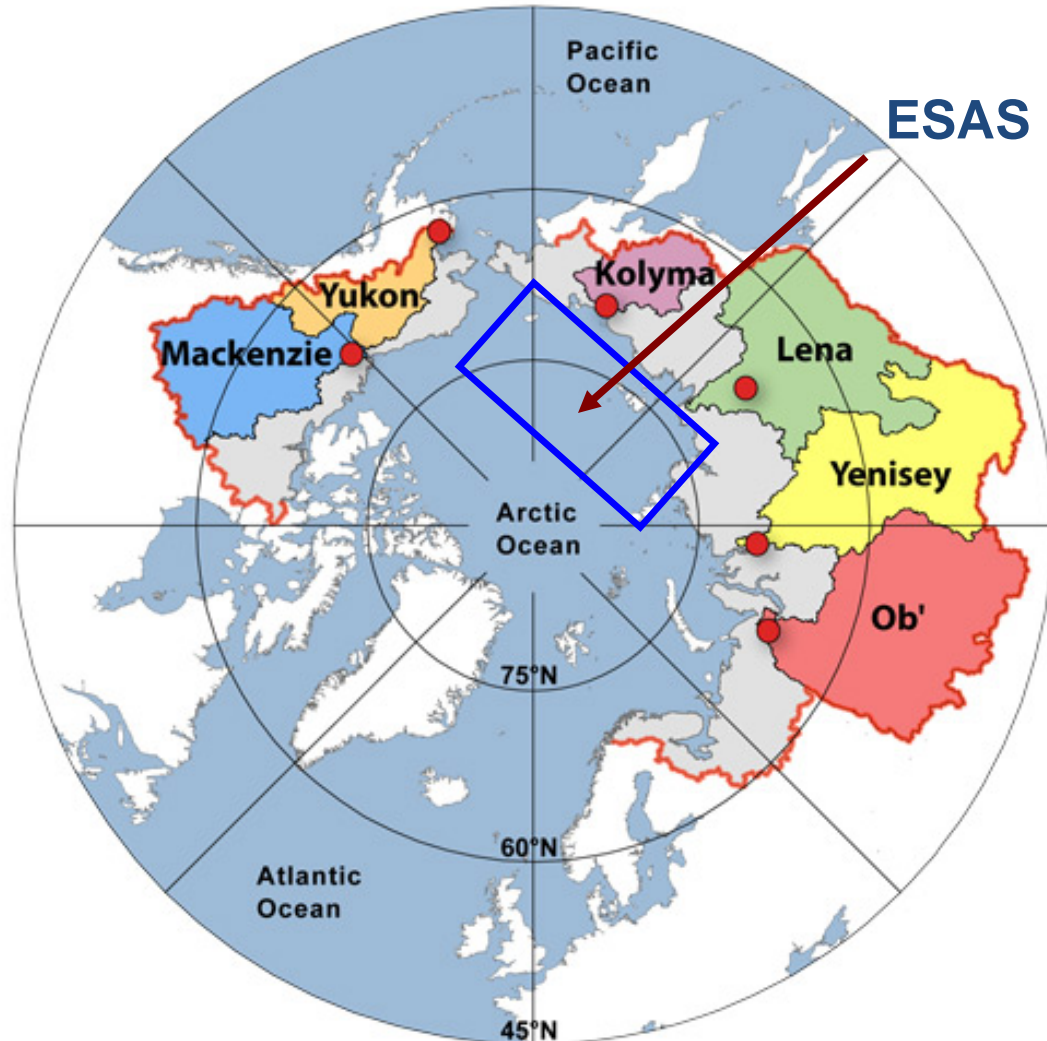 Pacific
Ocean
ESAS
Kolyma
Yukon
Mackenzie
Lena
Yenisey
Arctic
Ocean
Ob'
75°N
60°N
Atlantic
Ocean
45°N